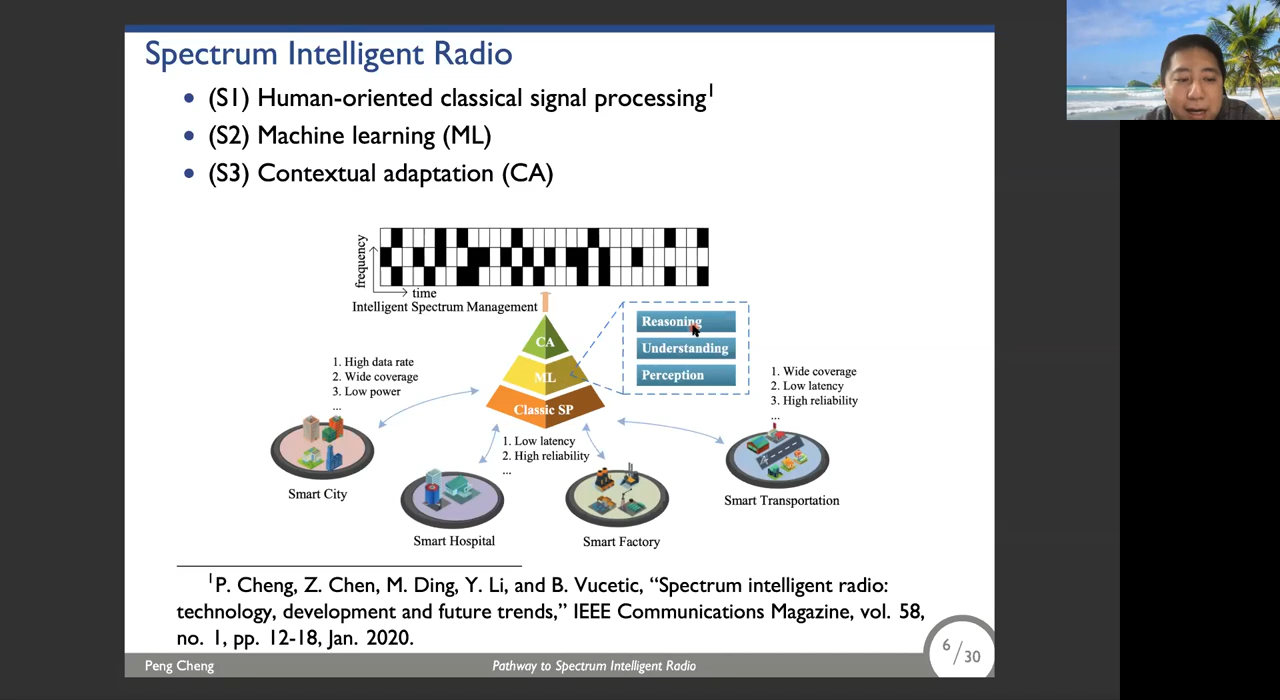 Spectrum Intelligent Radio
(S1) Human-oriented classical signal processing¹
(S2) Machine learning (ML)
(S3) Contextual adaptation (CA)
frequency
time
Intelligent Spectrum Management
CA
ML
Classic SP
Reasoning
Understanding
Perception
1. High data rate
2. Wide coverage
3. Low power
...
1. Low latency
2. High reliability
...
1. Wide coverage
2. Low latency
3. High reliability
...
Smart City
Smart Hospital
Smart Factory
Smart Transportation
¹P. Cheng, Z. Chen, M. Ding, Y. Li, and B. Vucetic, “Spectrum intelligent radio:
technology, development and future trends,” IEEE Communications Magazine, vol. 58,
no. 1, pp. 12-18, Jan. 2020.
Peng Cheng
Pathway to Spectrum Intelligent Radio
6/30